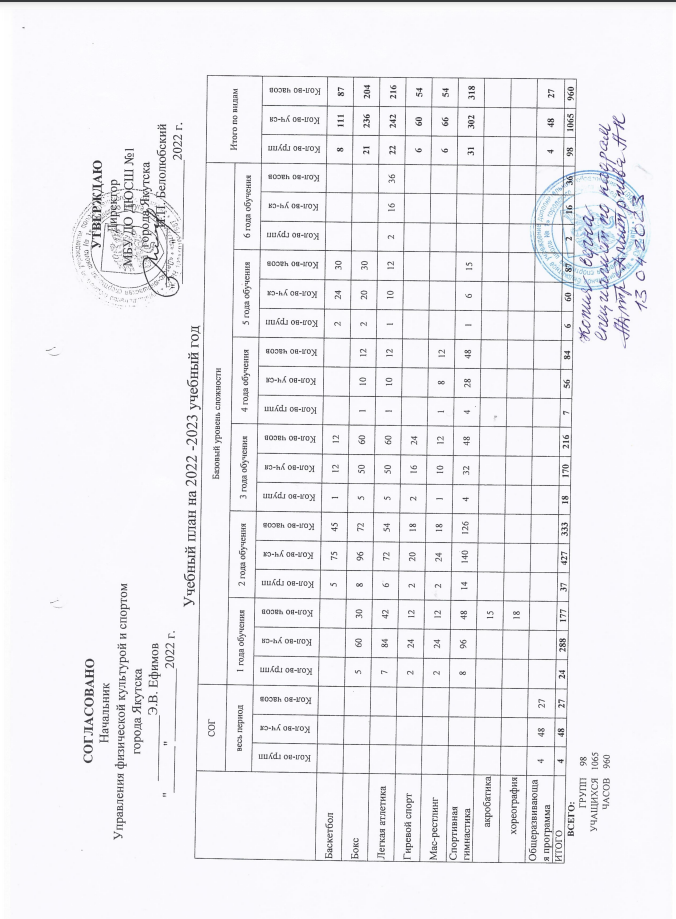 СОГЛАСОВАНО
Начальник
Управления физической культурой и спортом
города Якутска
Э.В. Ефимов
"____" ____________ 2022 г.
УТВЕРЖДАЮ
Директор
МБУ ДО ДЮСШ №1
города Якутска
П. Белолюбский
2022 г.
Учебный план на 2022 -2023 учебный год
СОГ | Базовый уровень сложности | Итого по видам
весь период | 1 года обучения | 2 года обучения | 3 года обучения | 4 года обучения | 5 года обучения | 6 года обучения
Кол-во групп | Кол-во уч-ся | Кол-во часов | Кол-во групп | Кол-во уч-ся | Кол-во часов | Кол-во групп | Кол-во уч-ся | Кол-во часов | Кол-во групп | Кол-во уч-ся | Кол-во часов | Кол-во групп | Кол-во уч-ся | Кол-во часов | Кол-во групп | Кол-во уч-ся | Кол-во часов | Кол-во групп | Кол-во уч-ся | Кол-во часов | Кол-во групп | Кол-во уч-ся | Кол-во часов
Баскетбол | | | | | | | 5 | 75 | 45 | 1 | 12 | 12 | | | | 2 | 24 | 30 | | | | 8 | 111 | 87
Бокс | | | | 5 | 60 | 30 | 8 | 96 | 72 | 5 | 50 | 60 | 1 | 10 | 12 | 2 | 20 | 30 | | | | 21 | 236 | 204
Легкая атлетика | | | | 7 | 84 | 42 | 6 | 72 | 54 | 5 | 50 | 60 | 1 | 10 | 12 | 1 | 10 | 12 | 2 | 16 | 36 | 22 | 242 | 216
Гиревой спорт | | | | 2 | 24 | 12 | 2 | 20 | 18 | 2 | 16 | 24 | | | | | | | | | | 6 | 60 | 54
Мас-рестлинг | | | | 2 | 24 | 12 | 2 | 24 | 18 | 1 | 10 | 12 | 1 | 8 | 12 | | | | | | | 6 | 66 | 54
Спортивная
гимнастика | | | | 8 | 96 | 48 | 14 | 140 | 126 | 4 | 32 | 48 | 4 | 28 | 48 | 1 | 6 | 15 | | | | 31 | 302 | 318
акробатика | | | | | | 15
хореография | | | | | | 18
Общеразвивающа
я программа | 4 | 48 | 27 | | | | | | | | | | | | | | | | | | | 4 | 48 | 27
ИТОГО | 4 | 48 | 27 | 24 | 288 | 177 | 37 | 427 | 333 | 18 | 170 | 216 | 7 | 56 | 84 | 6 | 60 | 87 | 2 | 16 | 36 | 98 | 1065 | 960
ВСЕГО:
ГРУПП 98
УЧАЩИХСЯ 1065
ЧАСОВ 960
Копия верна
специалист по кадрам
13 04 2023